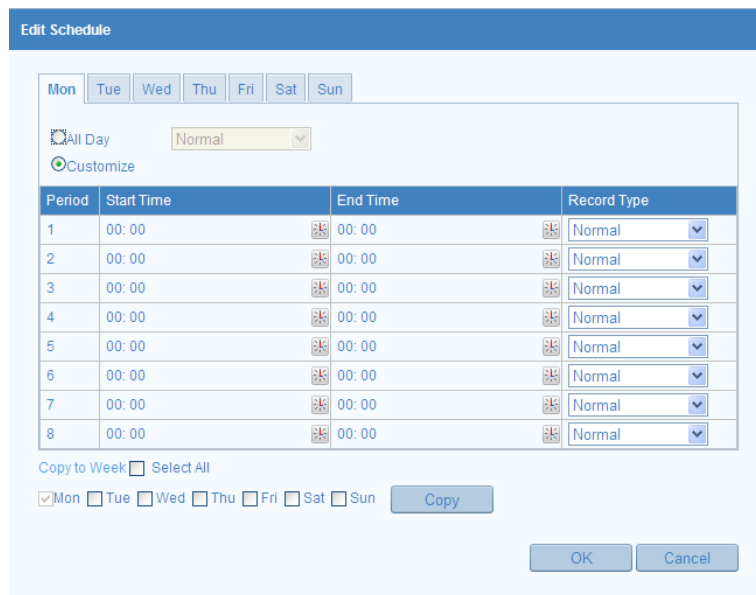 Edit Schedule
Mon Tue Wed Thu Fri Sat Sun
All Day Normal
Customize
Period Start Time End Time Record Type
1 00: 00 00: 00 Normal
2 00: 00 00: 00 Normal
3 00: 00 00: 00 Normal
4 00: 00 00: 00 Normal
5 00: 00 00: 00 Normal
6 00: 00 00: 00 Normal
7 00: 00 00: 00 Normal
8 00: 00 00: 00 Normal
Copy to Week Select All
Mon Tue Wed Thu Fri Sat Sun Copy
OK Cancel